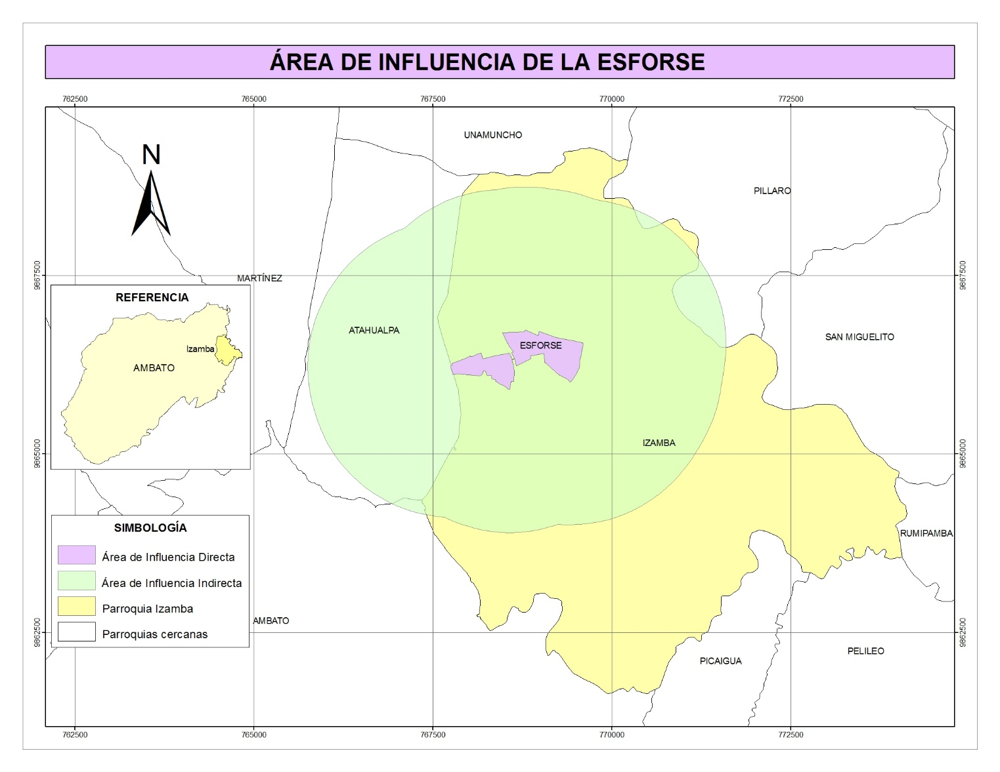 ÁREA DE INFLUENCIA DE LA ESFORSE
762500 765000 767500 770000 772500
UNAMUNCHO
N
PILLARO
9867500
MARTÍNEZ
9867500
REFERENCIA
ATAHUALPA
SAN MIGUELITO
ESFORSE
Izamba
AMBATO
IZAMBA
9865000
9865000
SIMBOLOGÍA
RUMIPAMBA
Área de Influencia Directa
Área de Influencia Indirecta
Parroquia Izamba
AMBATO
Parroquias cercanas
9862500
9862500
PELILEO
PICAIGUA
762500 765000 767500 770000 772500